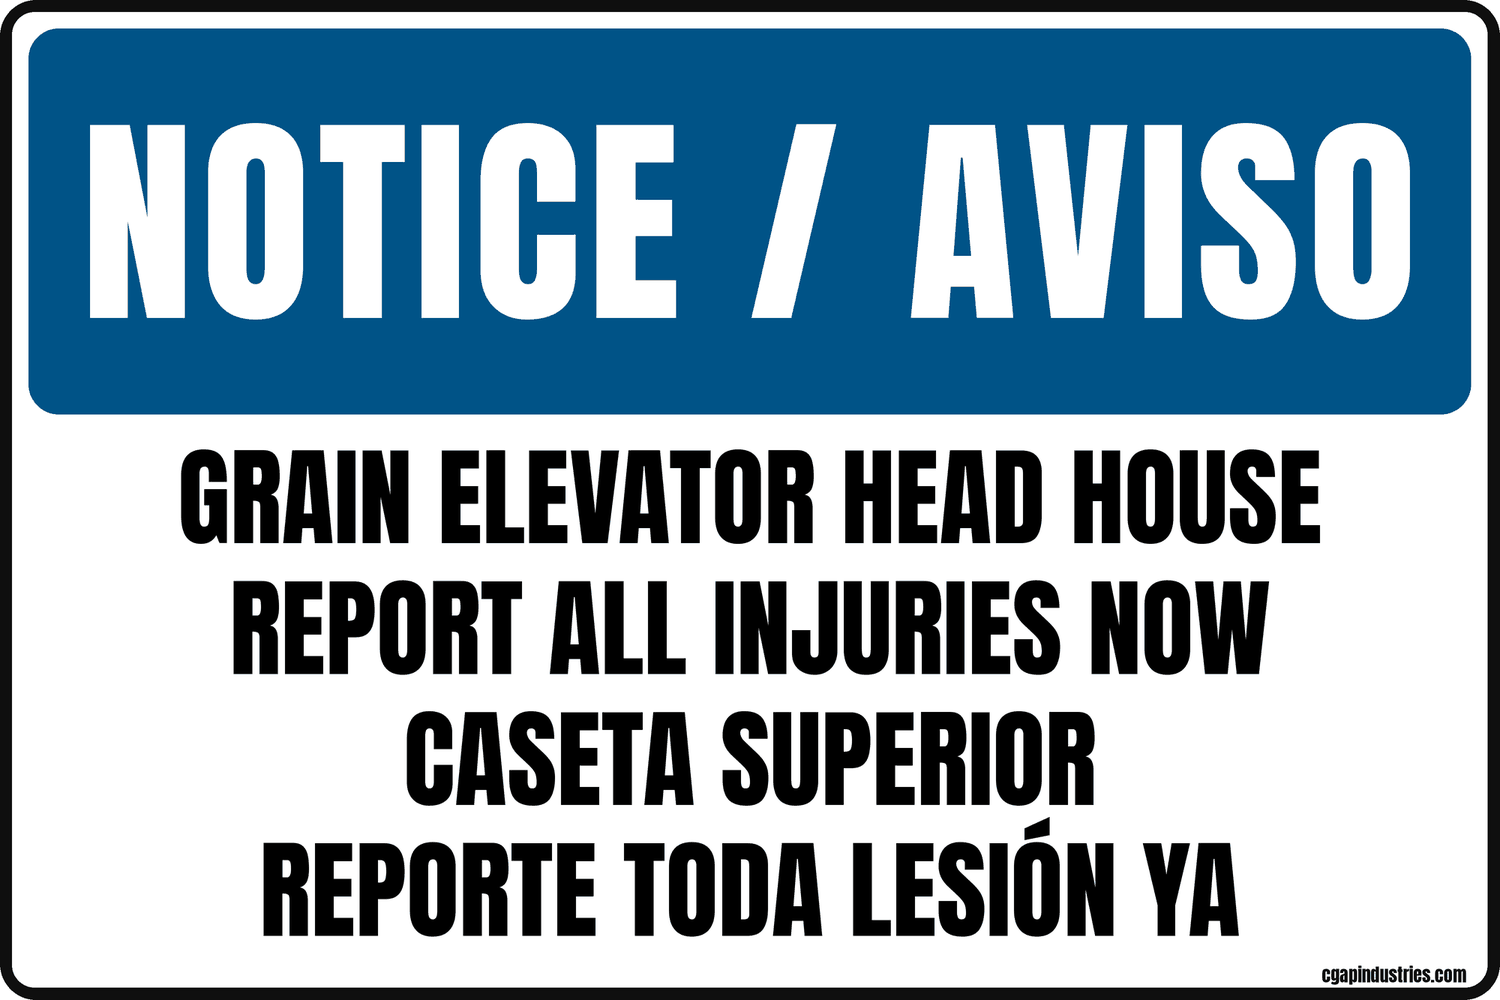 NOTICE / AVISO
GRAIN ELEVATOR HEAD HOUSE
REPORT ALL INJURIES NOW
CASETA SUPERIOR
REPORTE TODA LESIÓN YA
cgapindustries.com